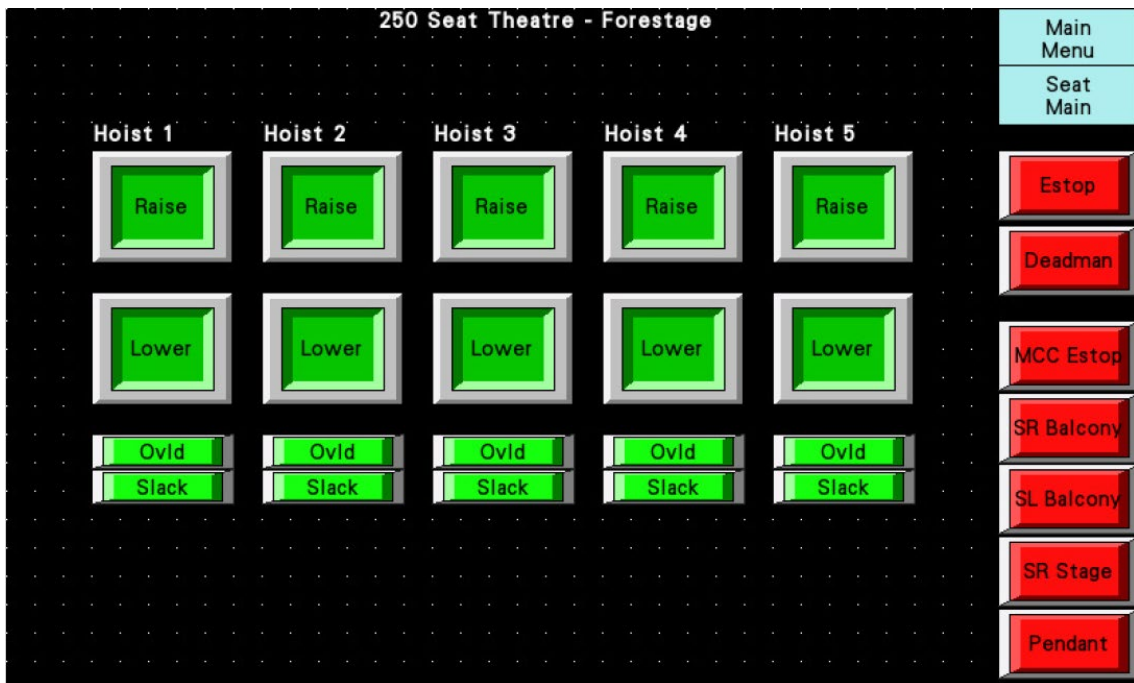 250 Seat Theatre - Forestage
Main
Menu
Seat
Main
Hoist 1
Hoist 2
Hoist 3
Hoist 4
Hoist 5
Raise
Raise
Raise
Raise
Raise
Estop
Deadman
Lower
Lower
Lower
Lower
Lower
MCC Estop
Ovld
Ovld
Ovld
Ovld
Ovld
SR Balcony
Slack
Slack
Slack
Slack
Slack
SL Balcony
SR Stage
Pendant